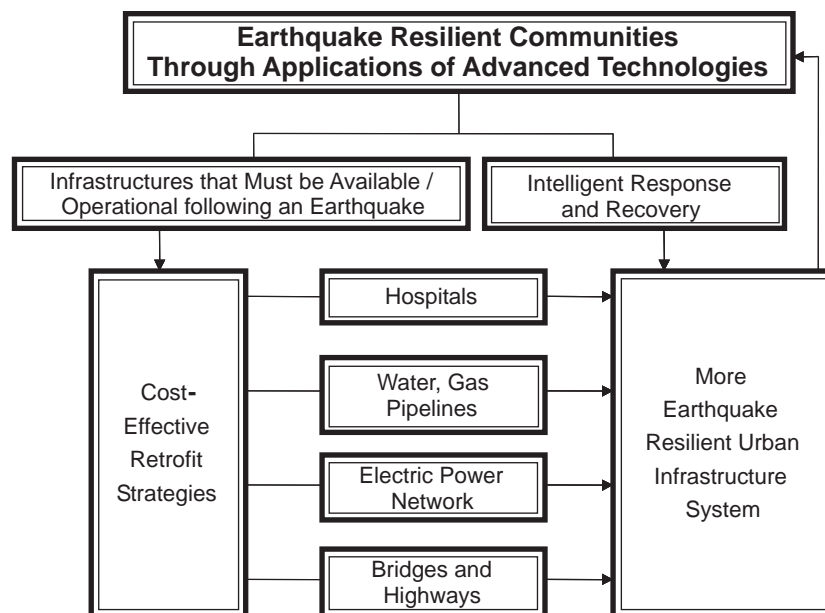 Earthquake Resilient Communities
Through Applications of Advanced Technologies
Infrastructures that Must be Available /
Operational following an Earthquake
Intelligent Response
and Recovery
Cost-
Effective
Retrofit
Strategies
Hospitals
Water, Gas
Pipelines
Electric Power
Network
Bridges and
Highways
More
Earthquake
Resilient Urban
Infrastructure
System